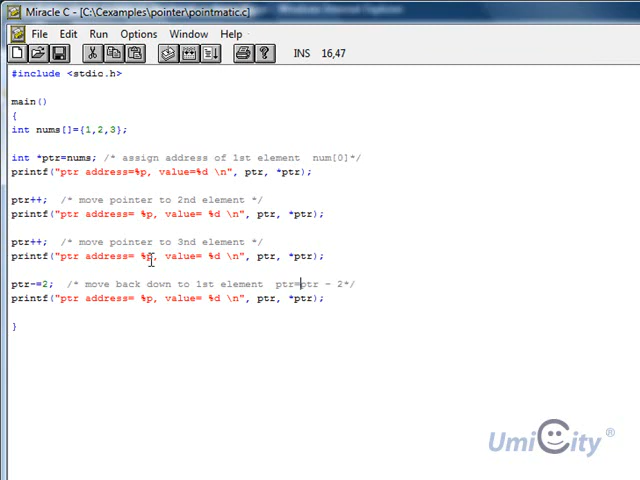 Miracle C - [C:\Cexamples\pointer\pointmatic.c]
File Edit Run Options Window Help
INS 16,47
#include <stdic.h>
main()
{
int nums[]={1,2,3};
int *ptr=nums; /* assign address of 1st element num[0]*/
printf("ptr address=%p, value=%d \n", ptr, *ptr);
ptr++; /* move pointer to 2nd element */
printf("ptr address= %p, value= %d \n", ptr, *ptr);
ptr++; /* move pointer to 3nd element */
printf("ptr address= %p, value= %d \n", ptr, *ptr);
ptr-=2; /* move back down to 1st element ptr=ptr - 2*/
printf("ptr address= %p, value= %d \n", ptr, *ptr);
}
UmiCity ®